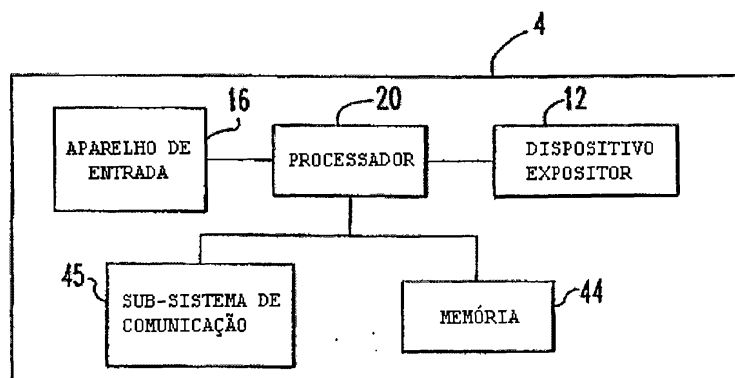 4
16
20
12
APARELHO DE
ENTRADA
PROCESSADOR
DISPOSITIVO
EXPOSITOR
45
SUB-SISTEMA DE
COMUNICAÇÃO
MEMÓRIA
44